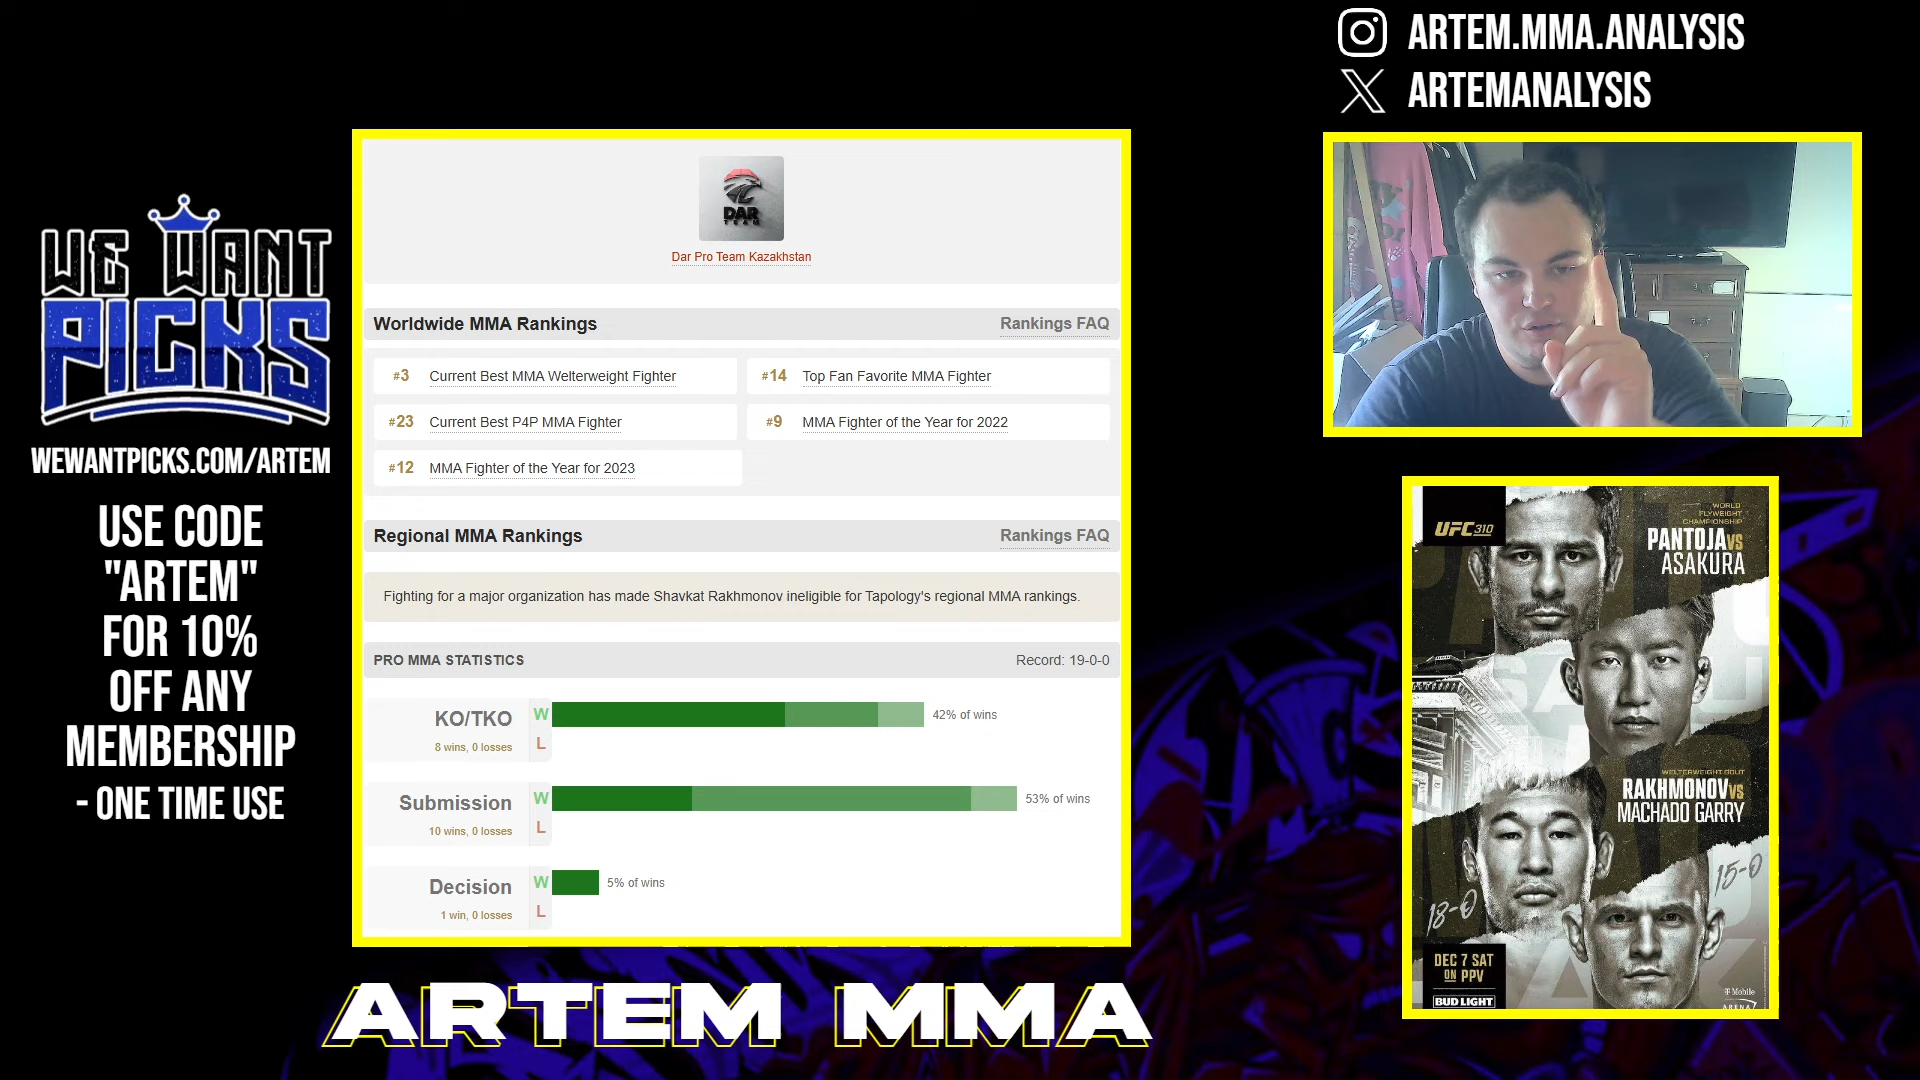 ARTEM.MMA.ANALYSIS
ARTEMANALYSIS
WE WANT
PICKS
WEWANTPICKS.COM/ARTEM
USE CODE
"ARTEM"
FOR 10%
OFF ANY
MEMBERSHIP
- ONE TIME USE
DAR
TEAM
Dar Pro Team Kazakhstan
Worldwide MMA Rankings
Rankings FAQ
#3 Current Best MMA Welterweight Fighter
#14 Top Fan Favorite MMA Fighter
#23 Current Best P4P MMA Fighter
#9 MMA Fighter of the Year for 2022
#12 MMA Fighter of the Year for 2023
Regional MMA Rankings
Rankings FAQ
Fighting for a major organization has made Shavkat Rakhmonov ineligible for Tapology's regional MMA rankings.
PRO MMA STATISTICS
Record: 19-0-0
KO/TKO
8 wins, 0 losses
W
42% of wins
L
Submission
10 wins, 0 losses
W
53% of wins
L
Decision
1 win, 0 losses
W
5% of wins
L
UFC 310
WORLD
FLYWEIGHT
CHAMPIONSHIP
PANTOJA VS
ASAKURA
WELTERWEIGHT BOUT
RAKHMONOV VS
MACHADO GARRY
15-0
18-0
DEC 7 SAT
ON PPV
BUD LIGHT
T Mobile
ARENA
ARTEM MMA